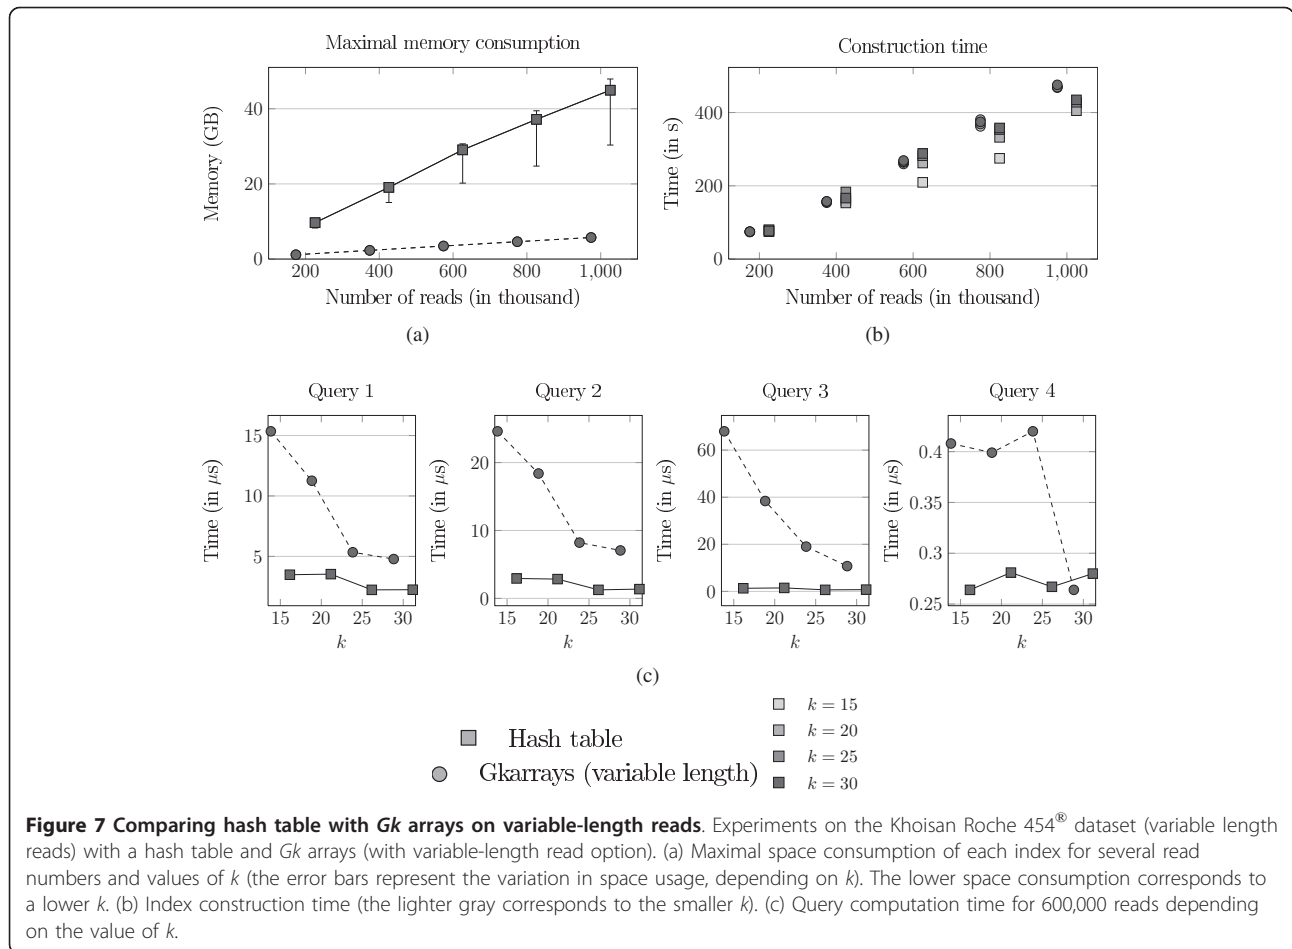 Maximal memory consumption
Construction time
Memory (GB)
40
20
0
200 400 600 800 1,000
Number of reads (in thousand)
(a)
Time (in s)
400
200
0
200 400 600 800 1,000
Number of reads (in thousand)
(b)
Query 1
Time (in μs)
15
10
5
15 20 25 30
k
Query 2
Time (in μs)
20
10
0
15 20 25 30
k
Query 3
Time (in μs)
60
40
20
0
15 20 25 30
k
Query 4
Time (in μs)
0.4
0.35
0.3
0.25
15 20 25 30
k
(c)
Hash table
Gkarrays (variable length)
k = 15
k = 20
k = 25
k = 30
Figure 7 Comparing hash table with Gk arrays on variable-length reads. Experiments on the Khoisan Roche 454® dataset (variable length
reads) with a hash table and Gk arrays (with variable-length read option). (a) Maximal space consumption of each index for several read
numbers and values of k (the error bars represent the variation in space usage, depending on k). The lower space consumption corresponds to
a lower k. (b) Index construction time (the lighter gray corresponds to the smaller k). (c) Query computation time for 600,000 reads depending
on the value of k.